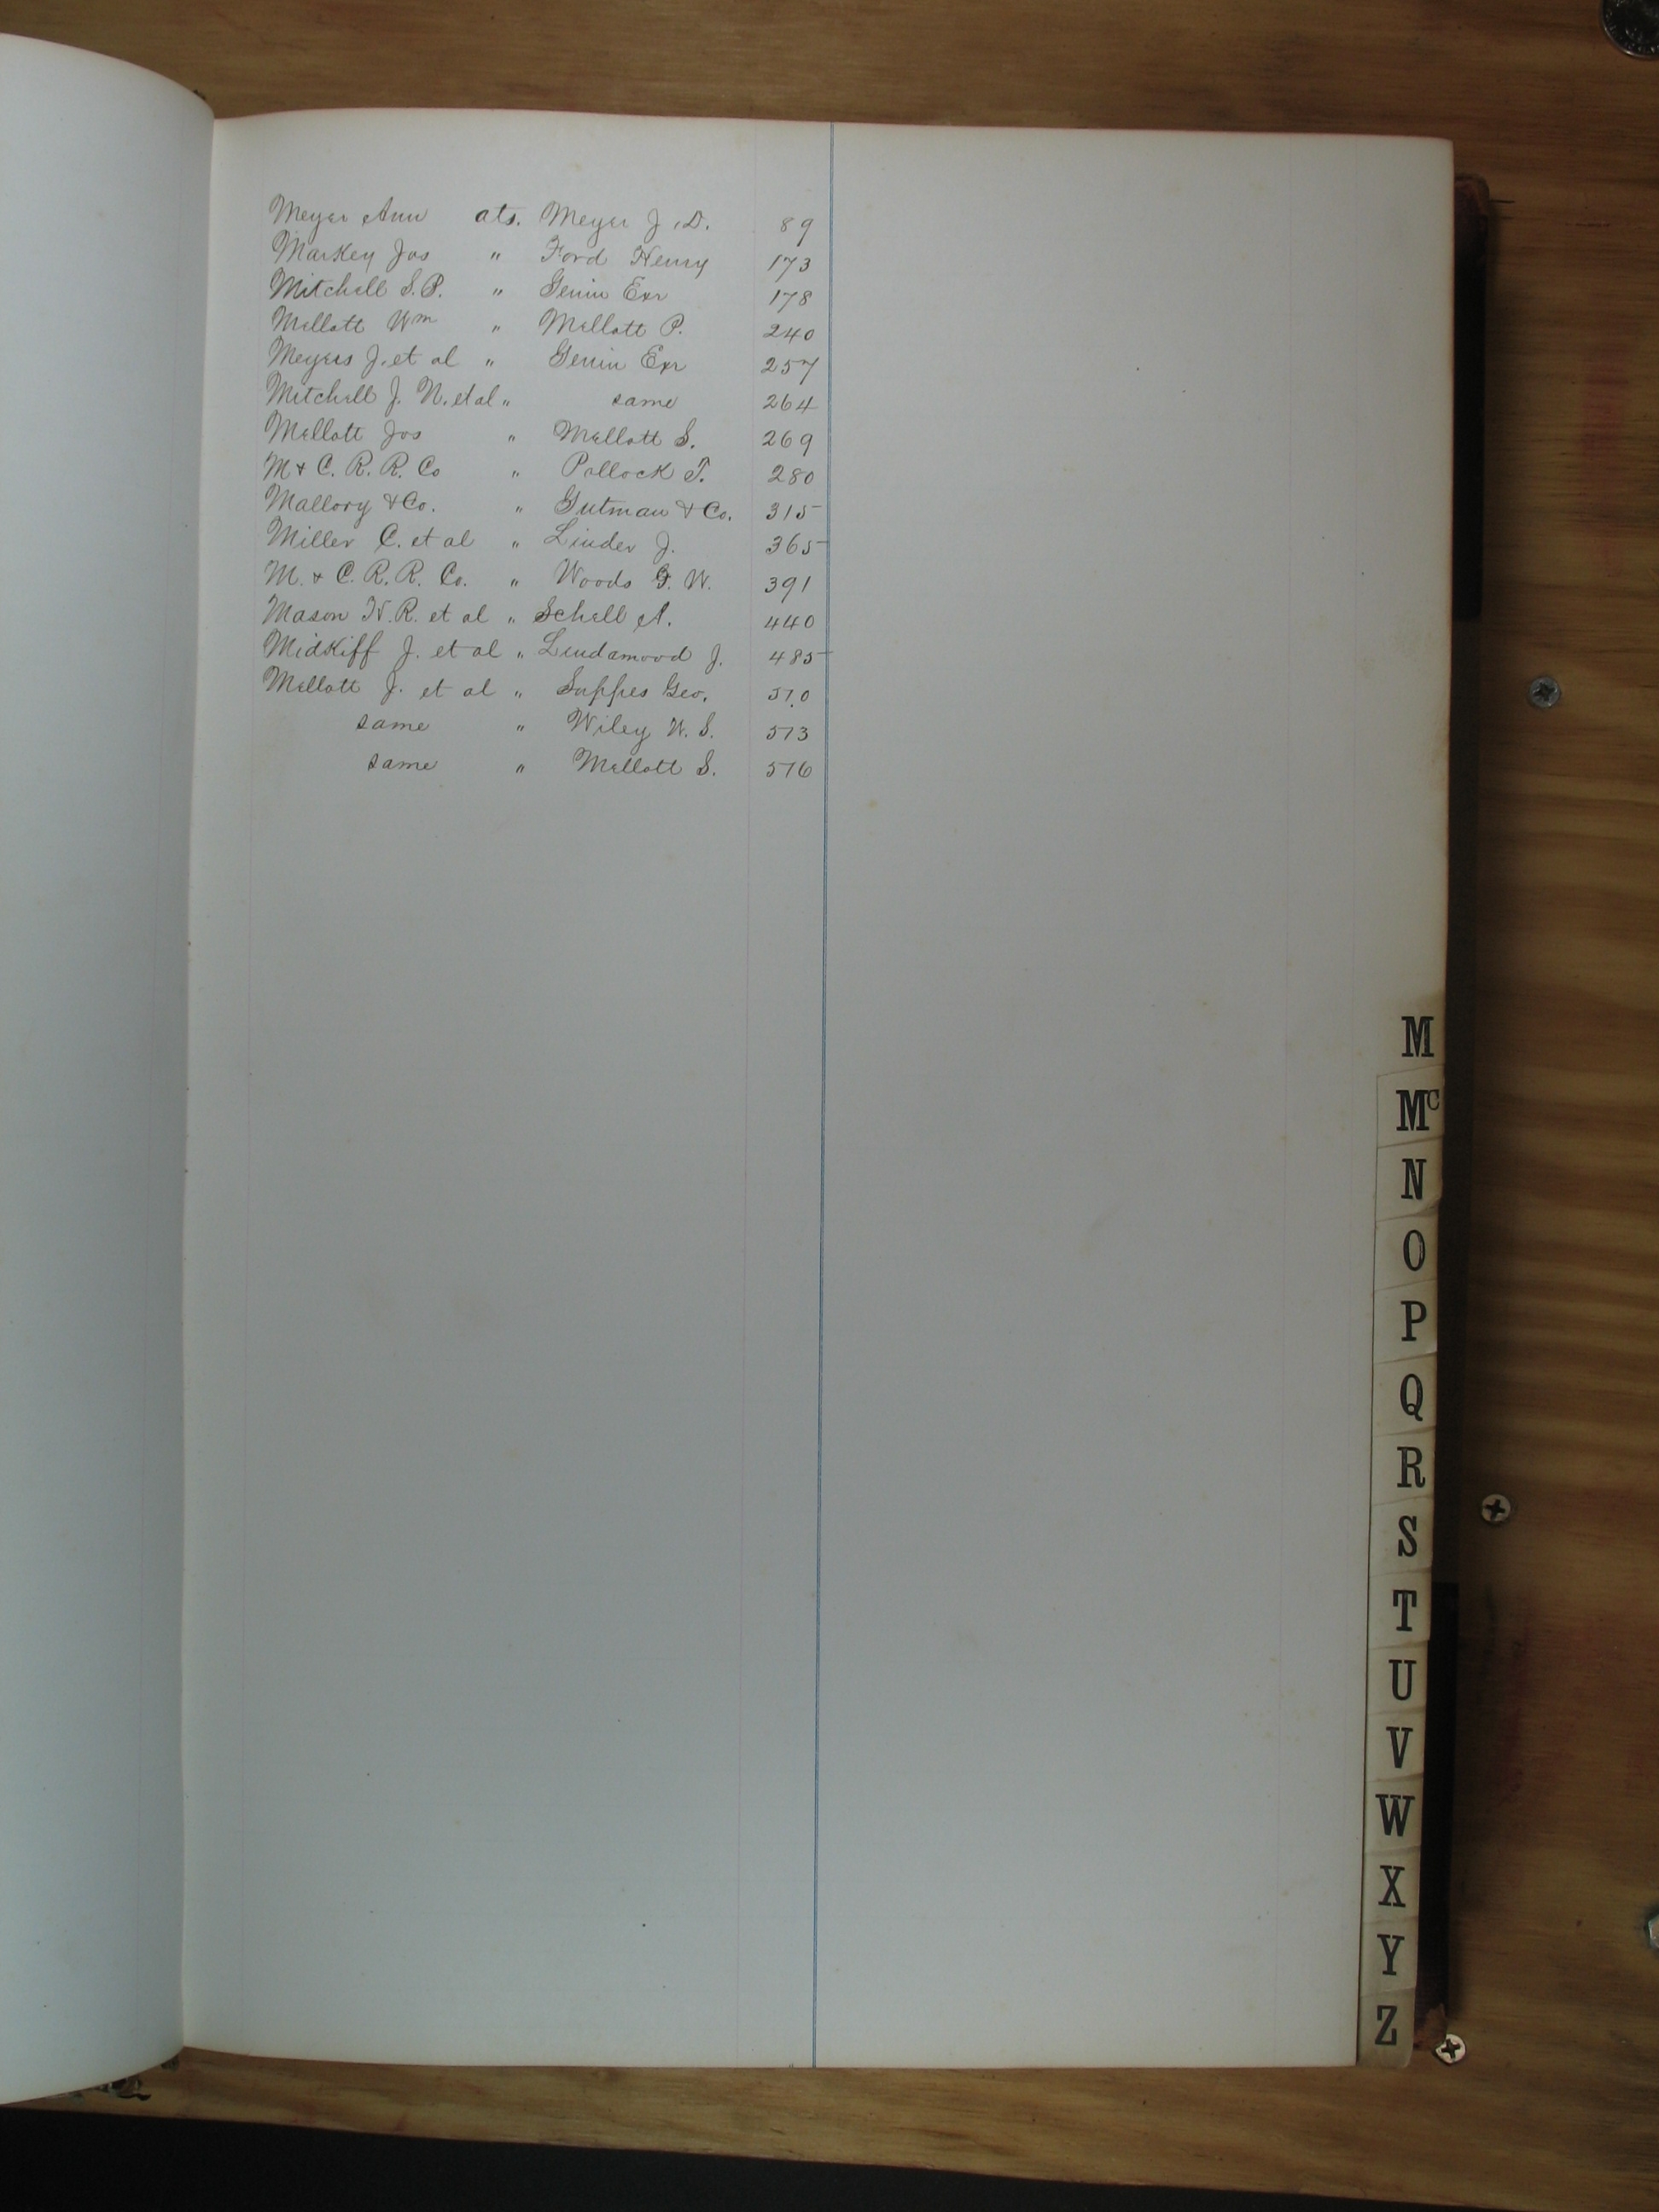 Meyer Ann ats. Meyer J. D. 89
Markey Jos " Ford Henry 173
Mitchell S. P. " Genin Exr 178
Mellott Wm " Mellott P. 240
Meyers J. et al " Genin Exr 257
Mitchell J. N. et al " same 264
Mellott Jos " Mellott S. 269
M & C. R. R. Co " Pollock T. 280
Mallory & Co. " Gutman & Co. 315
Miller C. et al " Linder J. 365
M. & C. R. R. Co. " Woods G. W. 391
Mason N. R. et al " Schell A. 440
Midkiff J. et al " Lindamood J. 485
Mellott J. et al " Suppes Geo. 510
same " Wiley W. S. 513
same " Mellott S. 516
M
Mc
N
O
P
Q
R
S
T
U
V
W
X
Y
Z